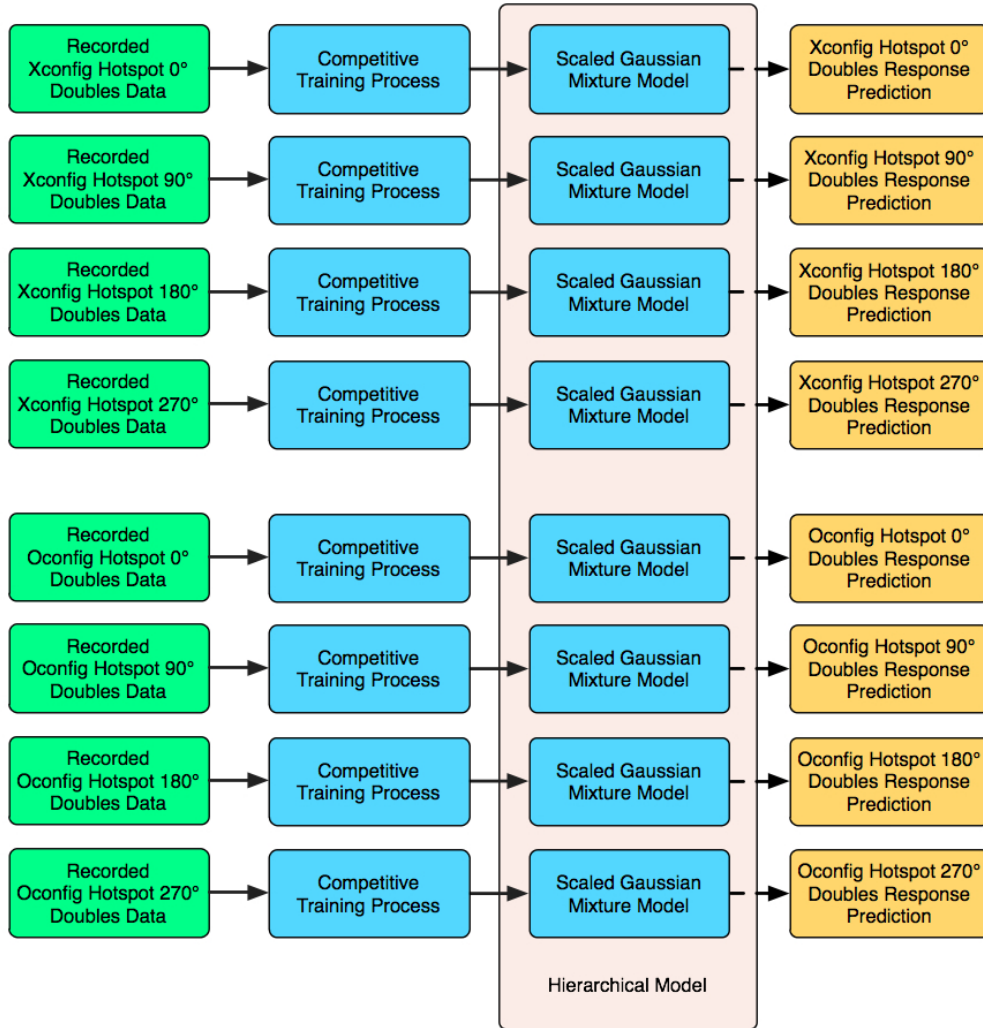 Recorded
Xconfig Hotspot 0°
Doubles Data
Competitive
Training Process
Scaled Gaussian
Mixture Model
Xconfig Hotspot 0°
Doubles Response
Prediction
Recorded
Xconfig Hotspot 90°
Doubles Data
Competitive
Training Process
Scaled Gaussian
Mixture Model
Xconfig Hotspot 90°
Doubles Response
Prediction
Recorded
Xconfig Hotspot 180°
Doubles Data
Competitive
Training Process
Scaled Gaussian
Mixture Model
Xconfig Hotspot 180°
Doubles Response
Prediction
Recorded
Xconfig Hotspot 270°
Doubles Data
Competitive
Training Process
Scaled Gaussian
Mixture Model
Xconfig Hotspot 270°
Doubles Response
Prediction
Recorded
Oconfig Hotspot 0°
Doubles Data
Competitive
Training Process
Scaled Gaussian
Mixture Model
Oconfig Hotspot 0°
Doubles Response
Prediction
Recorded
Oconfig Hotspot 90°
Doubles Data
Competitive
Training Process
Scaled Gaussian
Mixture Model
Oconfig Hotspot 90°
Doubles Response
Prediction
Recorded
Oconfig Hotspot 180°
Doubles Data
Competitive
Training Process
Scaled Gaussian
Mixture Model
Oconfig Hotspot 180°
Doubles Response
Prediction
Recorded
Oconfig Hotspot 270°
Doubles Data
Competitive
Training Process
Scaled Gaussian
Mixture Model
Oconfig Hotspot 270°
Doubles Response
Prediction
Hierarchical Model